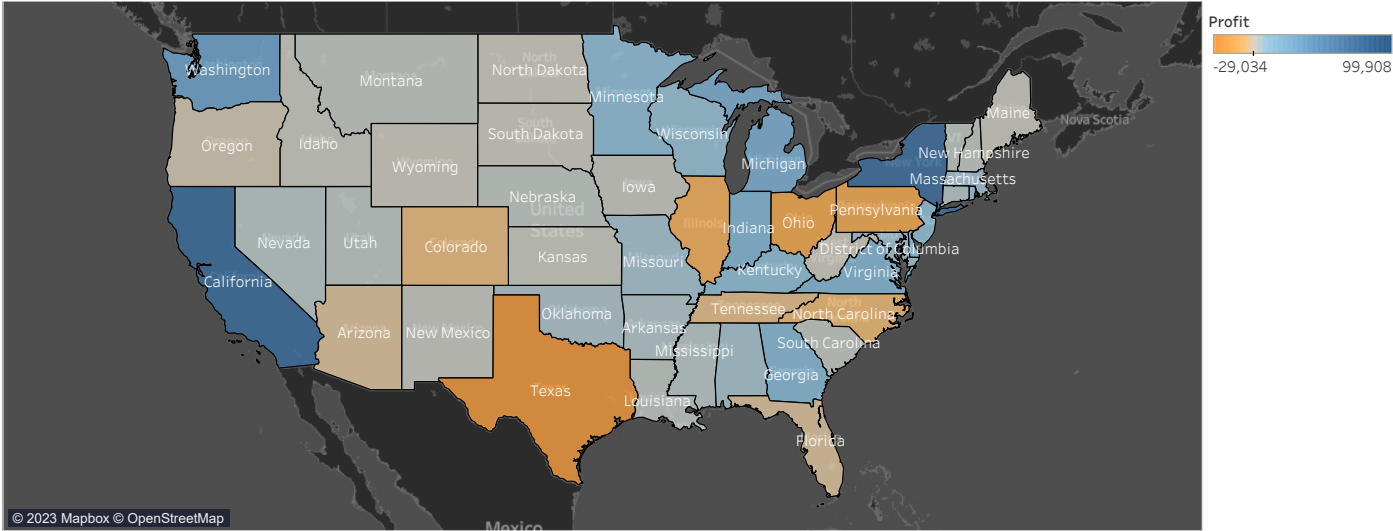 Profit
-29,034 99,908
Washington
Montana
North Dakota
Minnesota
Maine
Nova Scotia
Oregon
Idaho
South Dakota
Wisconsin
New Hampshire
Wyoming
Michigan
Massachusetts
Iowa
Nebraska
Pennsylvania
United
States
Illinois
Indiana
Ohio
Nevada
Utah
Colorado
Kansas
District of Columbia
California
Missouri
Kentucky
Virginia
Oklahoma
Tennessee
North Carolina
Arizona
New Mexico
Arkansas
Mississippi
South Carolina
Georgia
Texas
Louisiana
Florida
Mexico
© 2023 Mapbox © OpenStreetMap